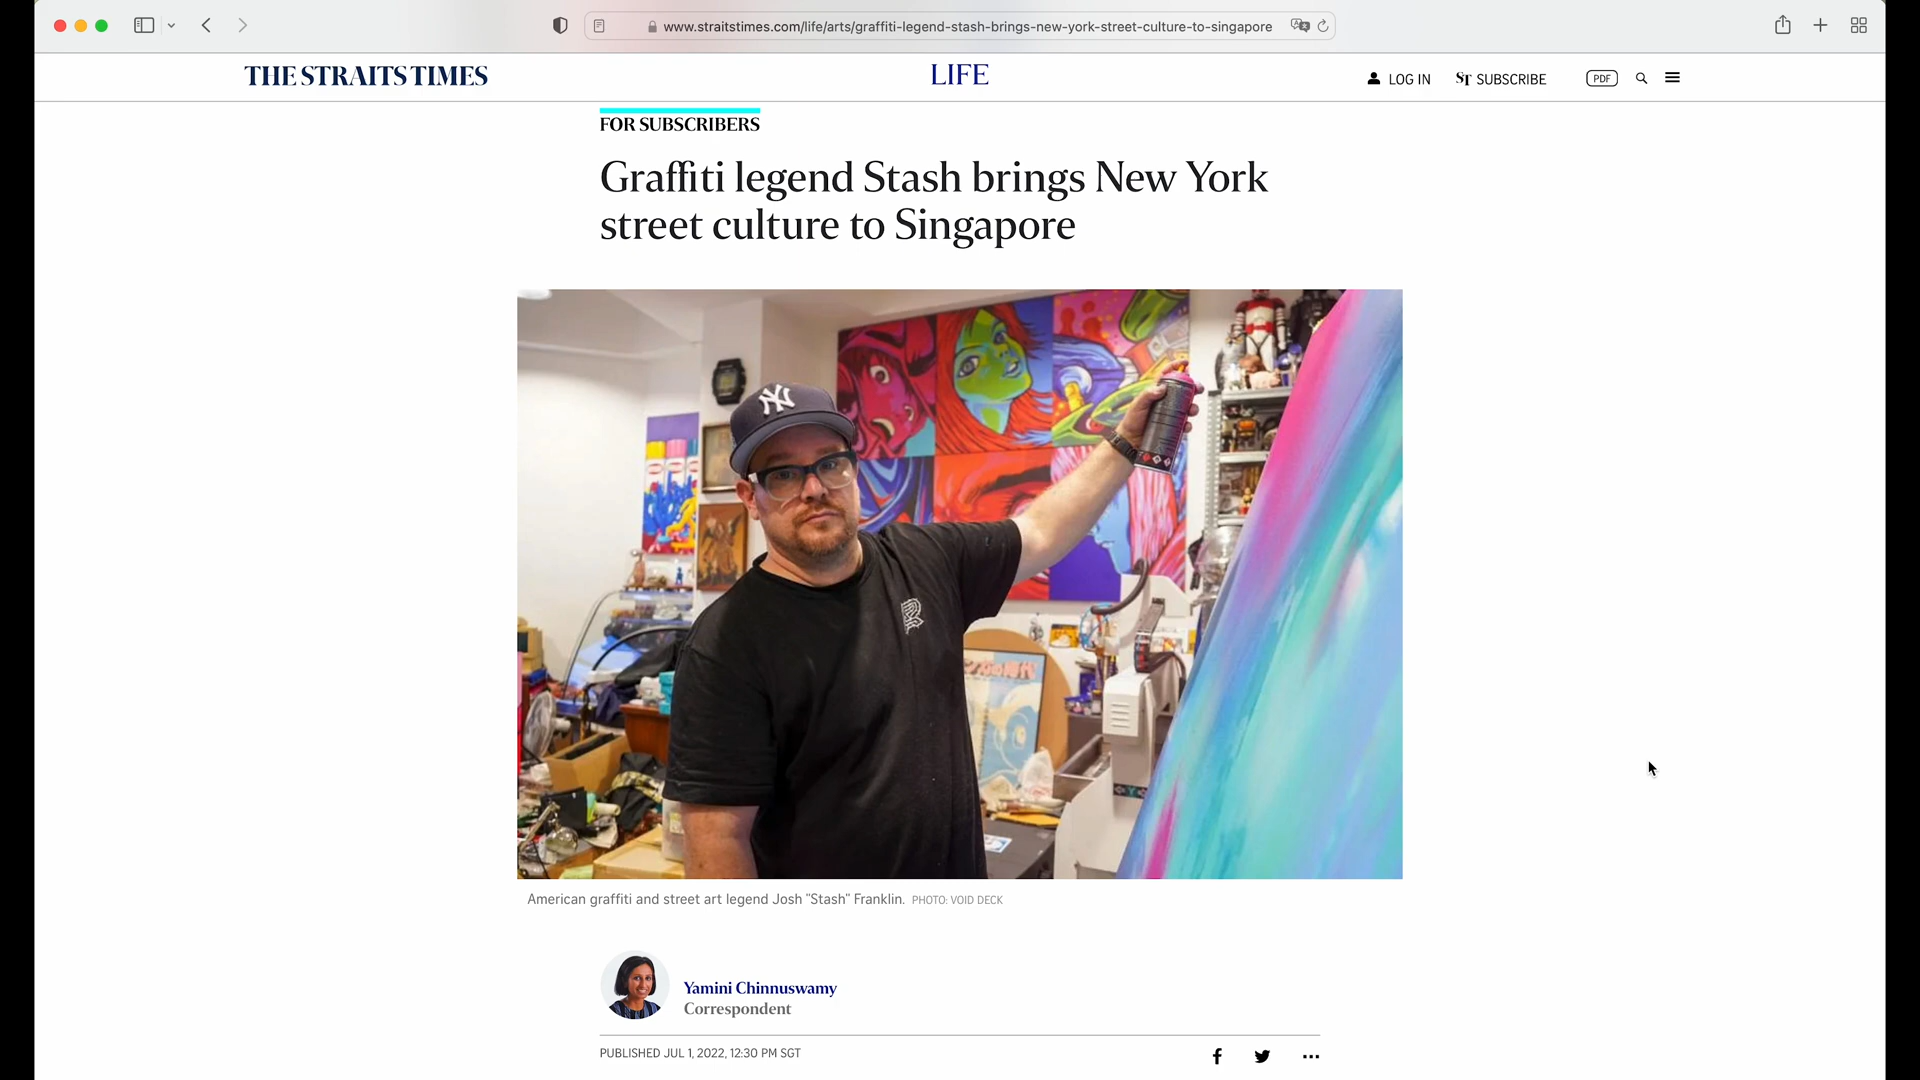 www.straitstimes.com/life/arts/graffiti-legend-stash-brings-new-york-street-culture-to-singapore
THE STRAITS TIMES
LIFE
LOG IN
ST SUBSCRIBE
PDF
FOR SUBSCRIBERS
Graffiti legend Stash brings New York
street culture to Singapore
NY
American graffiti and street art legend Josh "Stash" Franklin. PHOTO: VOID DECK
Yamini Chinnuswamy
Correspondent
PUBLISHED JUL 1, 2022, 12:30 PM SGT